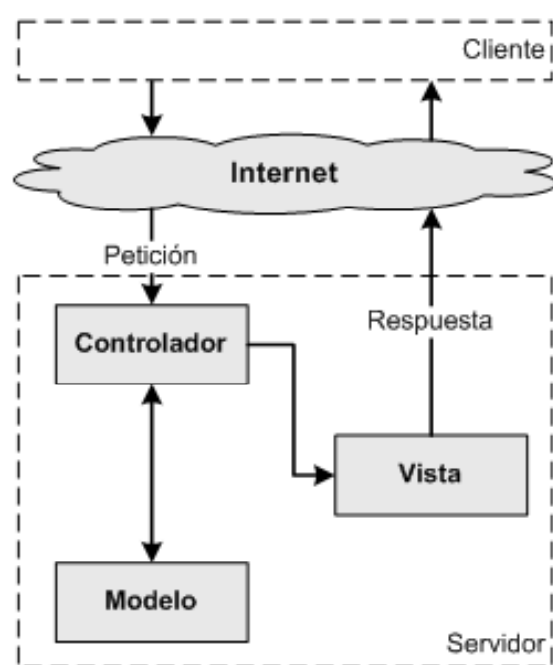 Cliente
Internet
Petición
Controlador
Respuesta
Vista
Modelo
Servidor